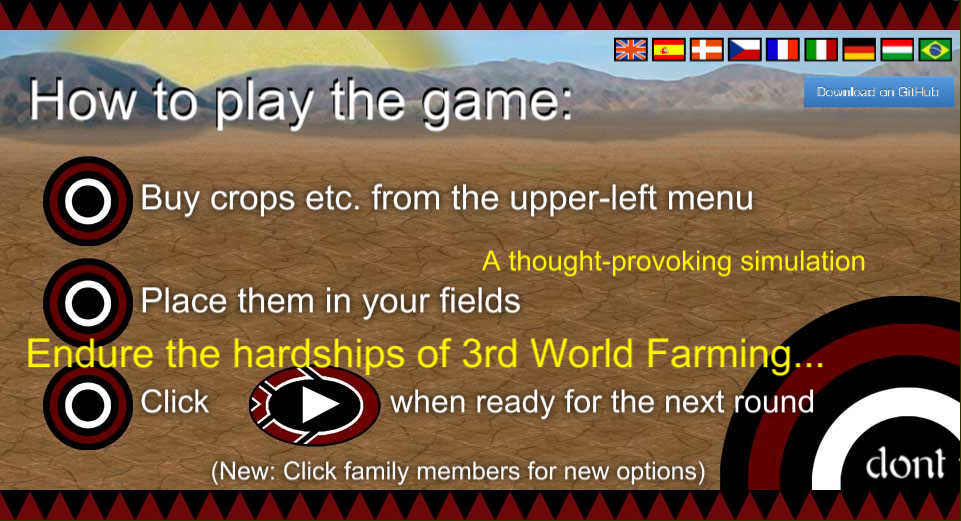 How to play the game:
Download on GitHub
Buy crops etc. from the upper-left menu
A thought-provoking simulation
Place them in your fields
Endure the hardships of 3rd World Farming...
Click when ready for the next round
dont
(New: Click family members for new options)